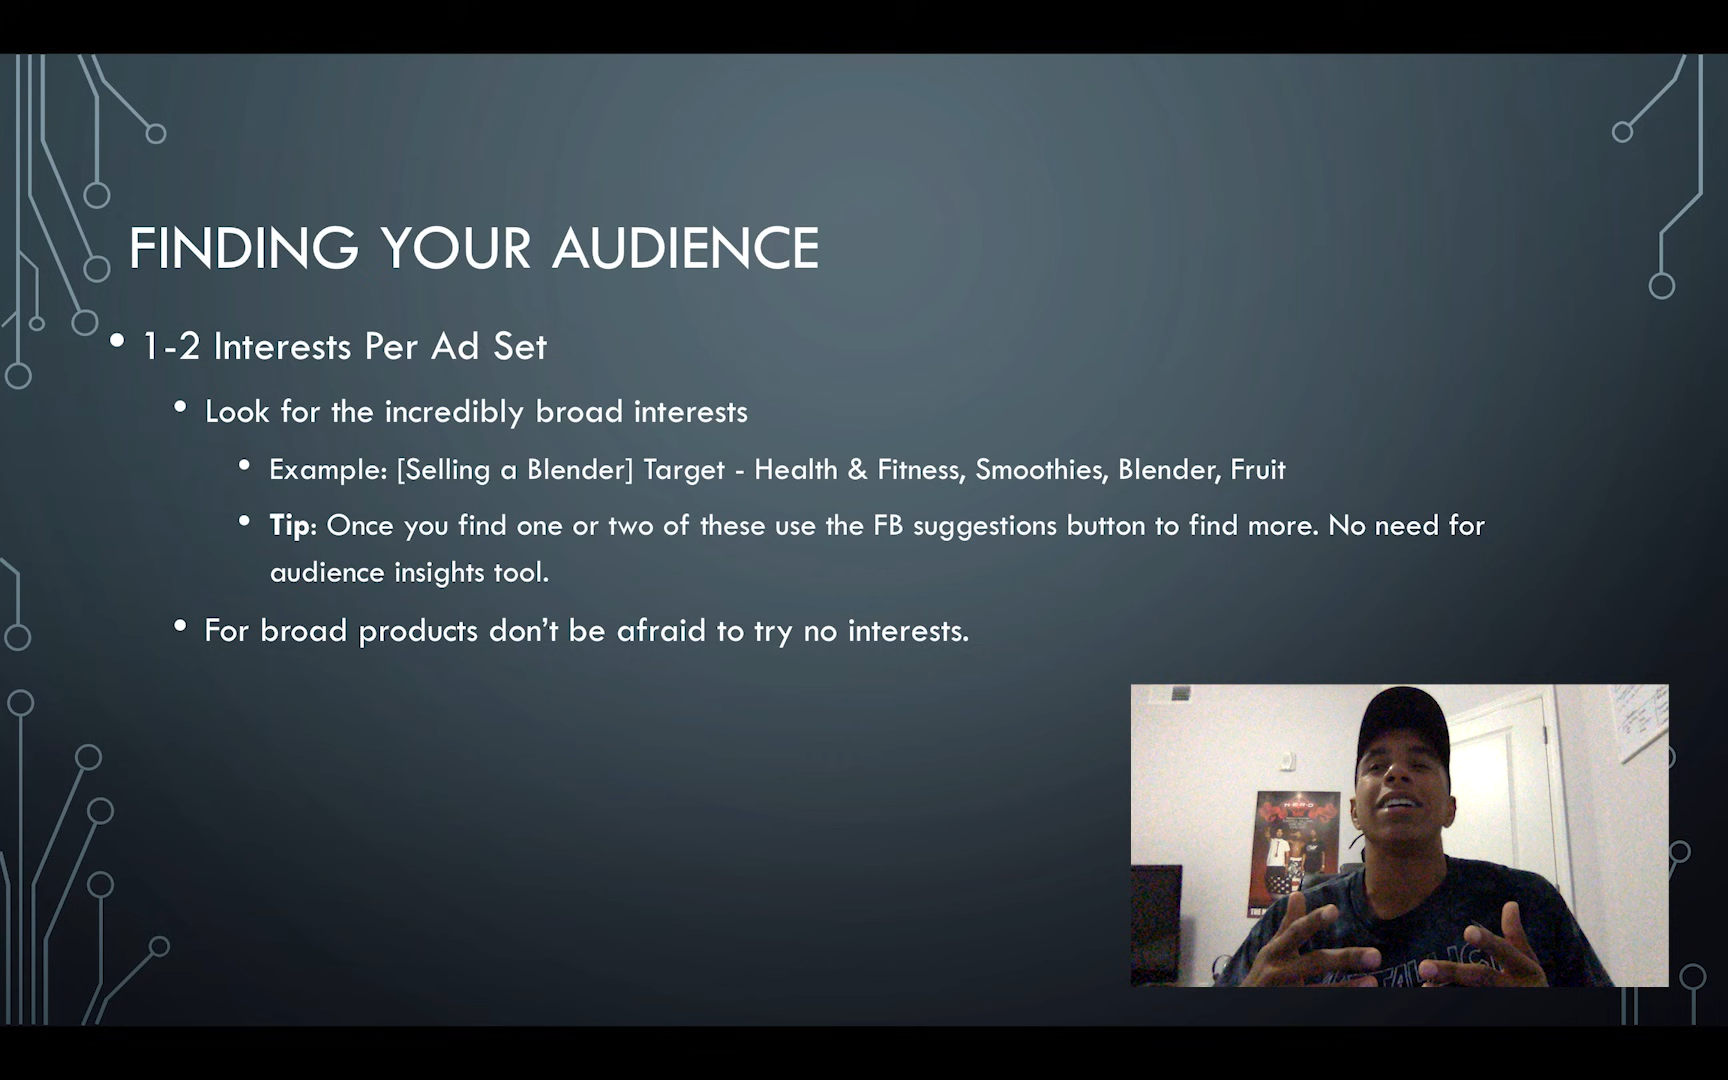 FINDING YOUR AUDIENCE
• 1-2 Interests Per Ad Set
• Look for the incredibly broad interests
• Example: [Selling a Blender] Target - Health & Fitness, Smoothies, Blender, Fruit
• Tip: Once you find one or two of these use the FB suggestions button to find more. No need for
audience insights tool.
• For broad products don’t be afraid to try no interests.
N.E.R.D